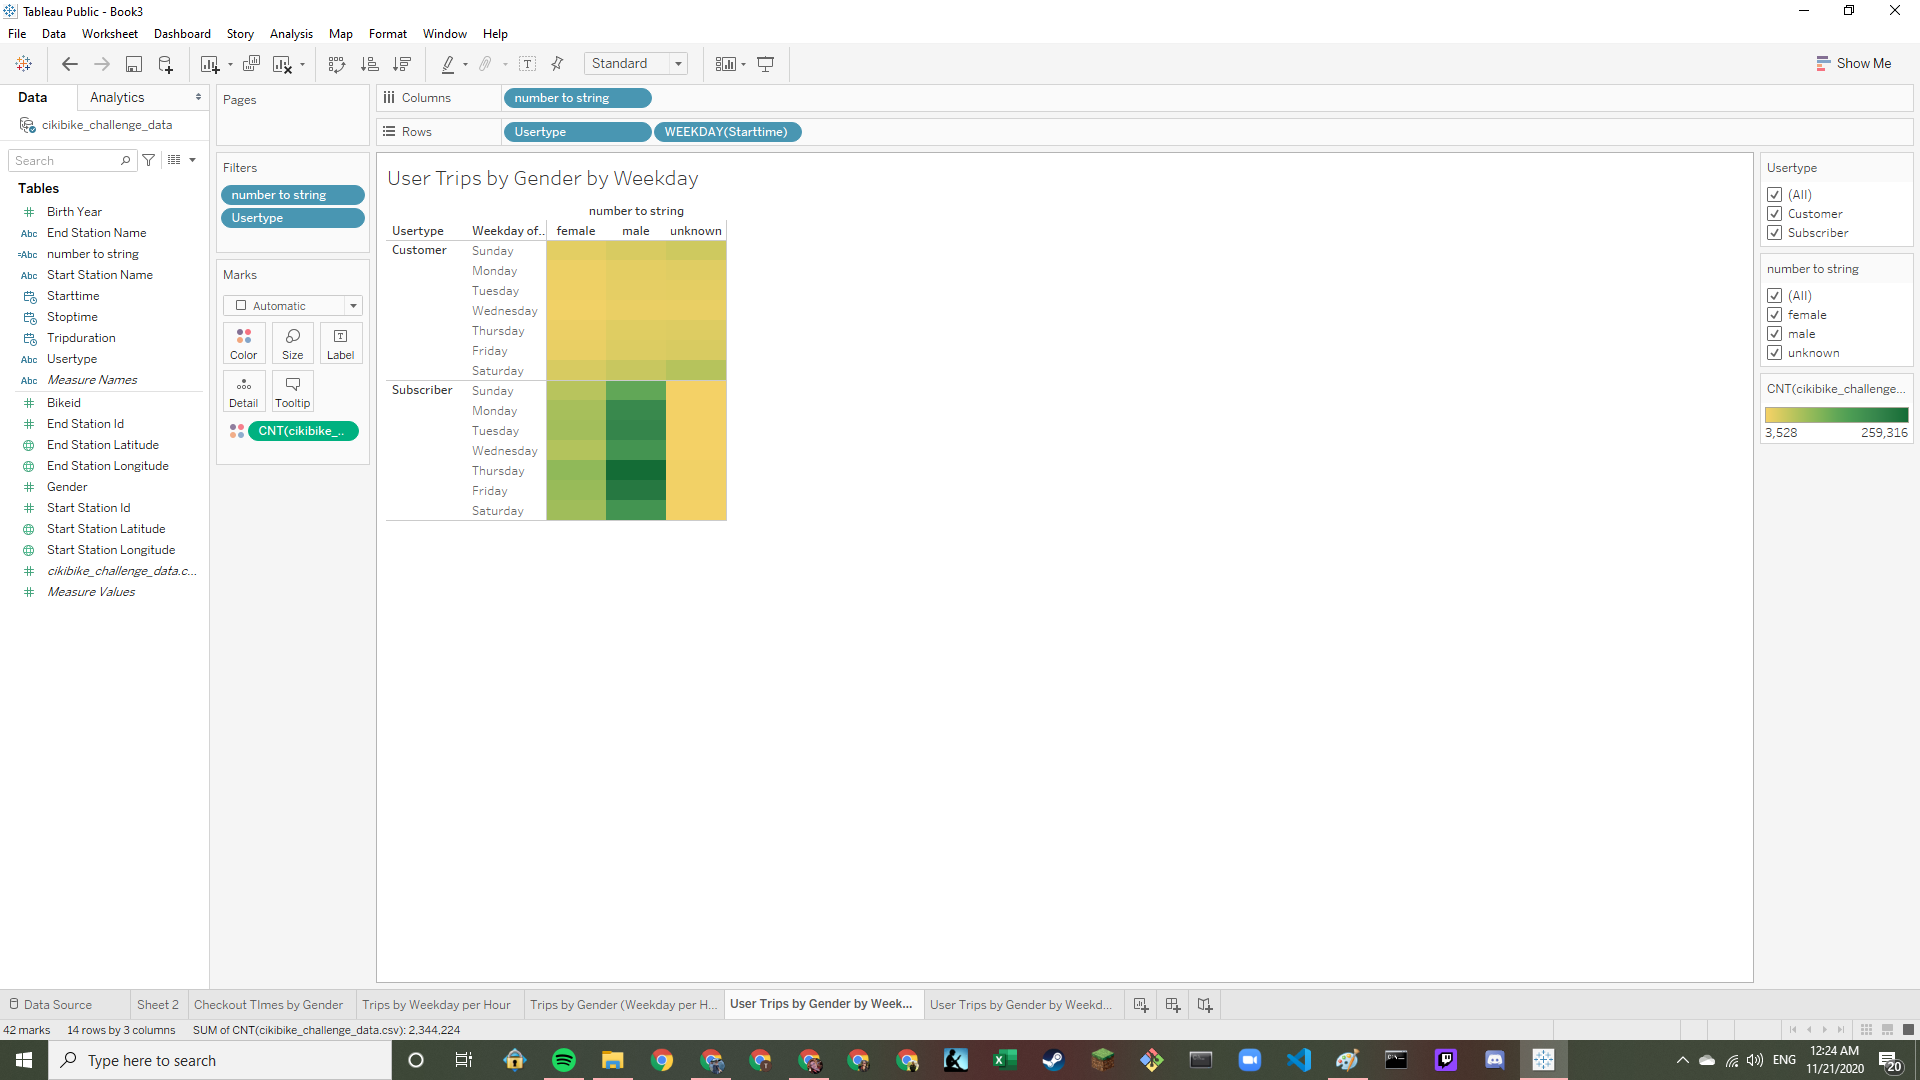 Tableau Public - Book3
File Data Worksheet Dashboard Story Analysis Map Format Window Help
Standard
Show Me
Data Analytics
cikibike_challenge_data
Search
Tables
Birth Year
Abc End Station Name
=Abc number to string
Abc Start Station Name
Starttime
Stoptime
Tripduration
Abc Usertype
Abc Measure Names
Bikeid
End Station Id
End Station Latitude
End Station Longitude
Gender
Start Station Id
Start Station Latitude
Start Station Longitude
cikibike_challenge_data.c...
Measure Values
Pages
Filters
number to string
Usertype
Marks
Automatic
Color Size Label
Detail Tooltip
CNT(cikibike_..
Columns number to string
Rows Usertype WEEKDAY(Starttime)
User Trips by Gender by Weekday
number to string
Usertype Weekday of.. female male unknown
Customer Sunday
Monday
Tuesday
Wednesday
Thursday
Friday
Saturday
Subscriber Sunday
Monday
Tuesday
Wednesday
Thursday
Friday
Saturday
Usertype
(All)
Customer
Subscriber
number to string
(All)
female
male
unknown
CNT(cikibike_challenge...
3,528 259,316
Data Source Sheet 2 Checkout TImes by Gender Trips by Weekday per Hour Trips by Gender (Weekday per H... User Trips by Gender by Week... User Trips by Gender by Weekd...
42 marks 14 rows by 3 columns SUM of CNT(cikibike_challenge_data.csv): 2,344,224
Type here to search
ENG
12:24 AM
11/21/2020
20